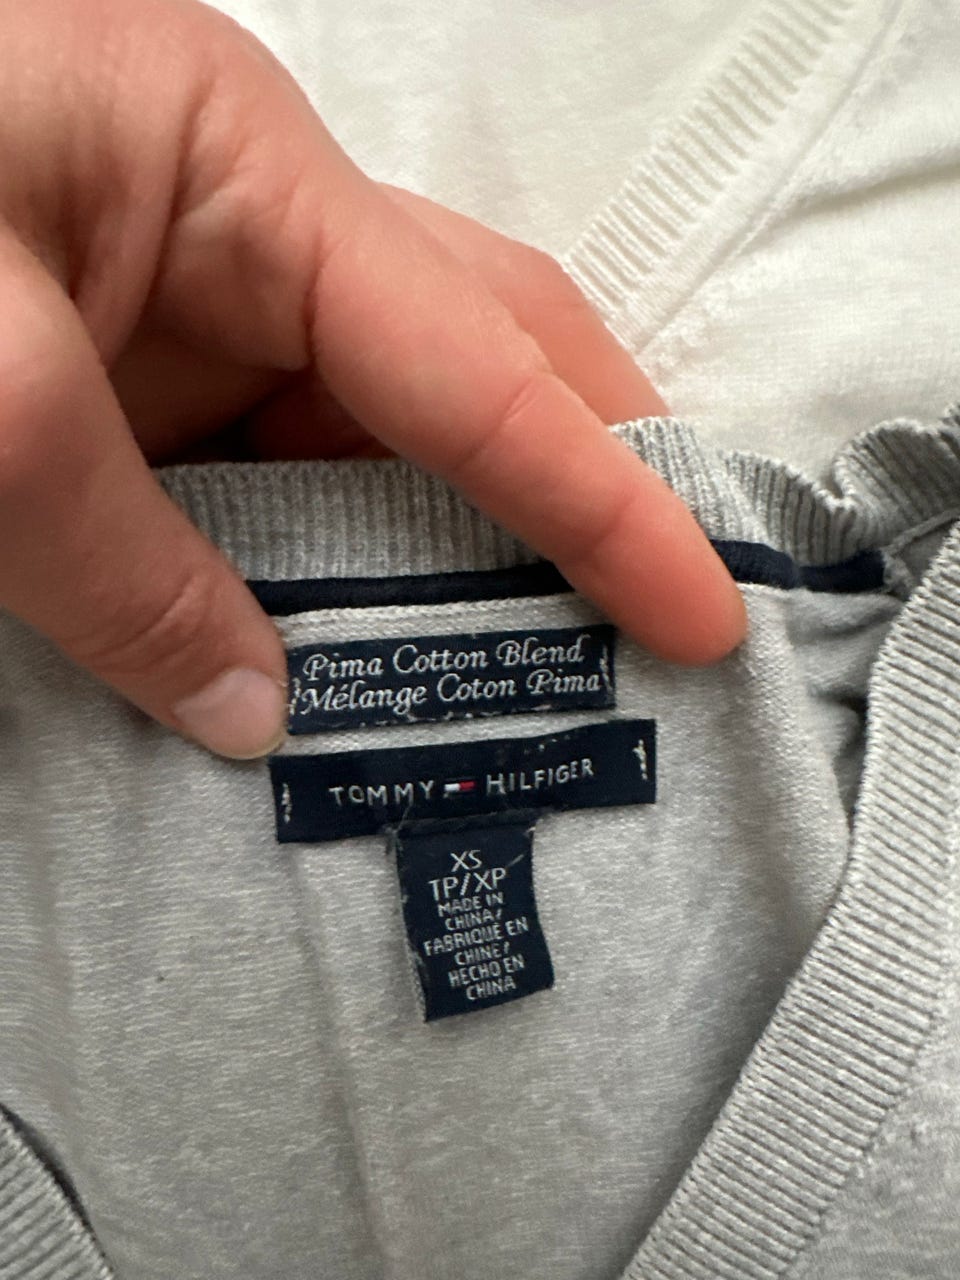 Pima Cotton Blend
Mélange Coton Pima
TOMMY HILFIGER
XS
TP/XP
MADE IN
CHINA/
FABRIQUÉ EN
CHINE/
HECHO EN
CHINA